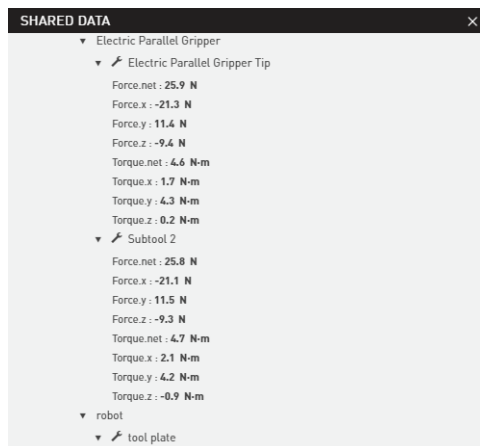 SHARED DATA
Electric Parallel Gripper
Electric Parallel Gripper Tip
Force.net : 25.9 N
Force.x : -21.3 N
Force.y : 11.4 N
Force.z : -9.4 N
Torque.net : 4.6 N-m
Torque.x : 1.7 N-m
Torque.y : 4.3 N-m
Torque.z : 0.2 N-m
Subtool 2
Force.net : 25.8 N
Force.x : -21.1 N
Force.y : 11.5 N
Force.z : -9.3 N
Torque.net : 4.7 N-m
Torque.x : 2.1 N-m
Torque.y : 4.2 N-m
Torque.z : -0.9 N-m
robot
tool plate